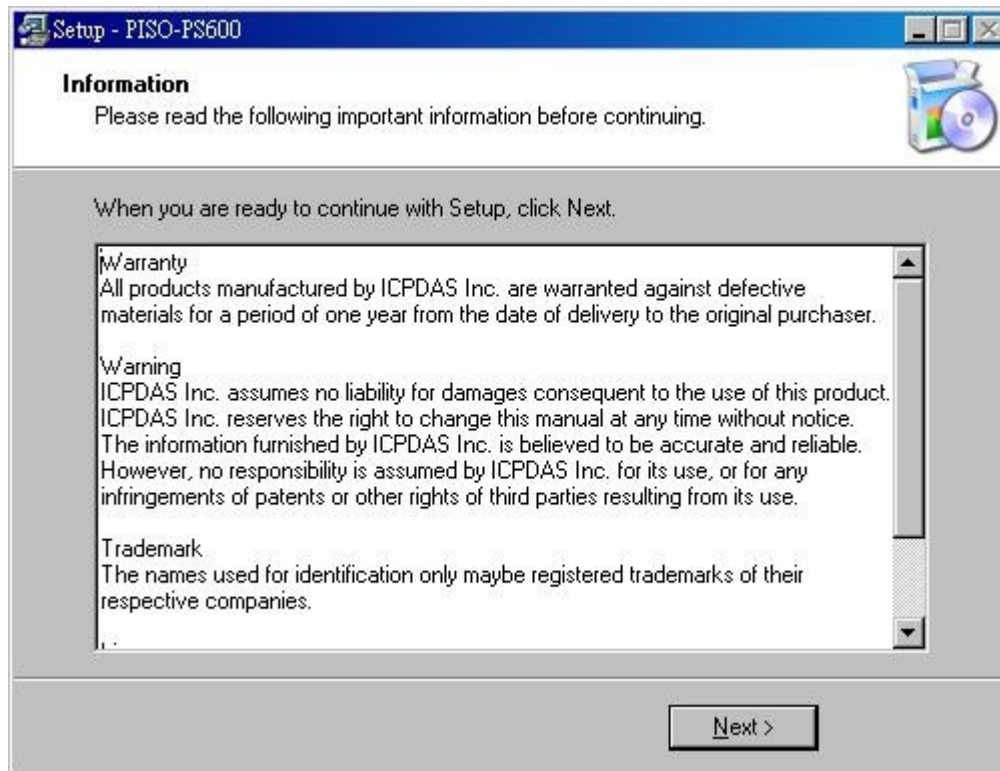 Setup - PISO-PS600
Information
Please read the following important information before continuing.
When you are ready to continue with Setup, click Next.
Warranty
All products manufactured by ICPDAS Inc. are warranted against defective
materials for a period of one year from the date of delivery to the original purchaser.
Warning
ICPDAS Inc. assumes no liability for damages consequent to the use of this product.
ICPDAS Inc. reserves the right to change this manual at any time without notice.
The information furnished by ICPDAS Inc. is believed to be accurate and reliable.
However, no responsibility is assumed by ICPDAS Inc. for its use, or for any
infringements of patents or other rights of third parties resulting from its use.
Trademark
The names used for identification only maybe registered trademarks of their
respective companies.
Next >